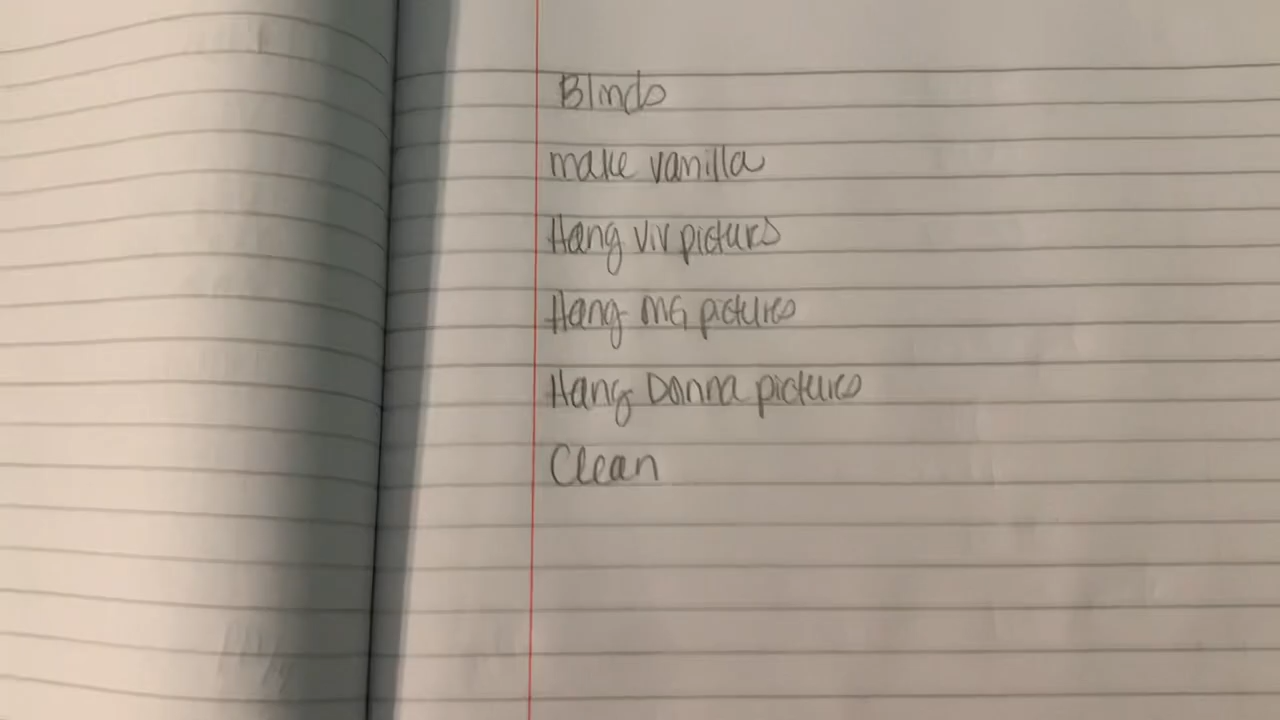 Blinds
make vanilla
Hang Viv pictures
Hang MG pictures
Hang Donna pictures
Clean